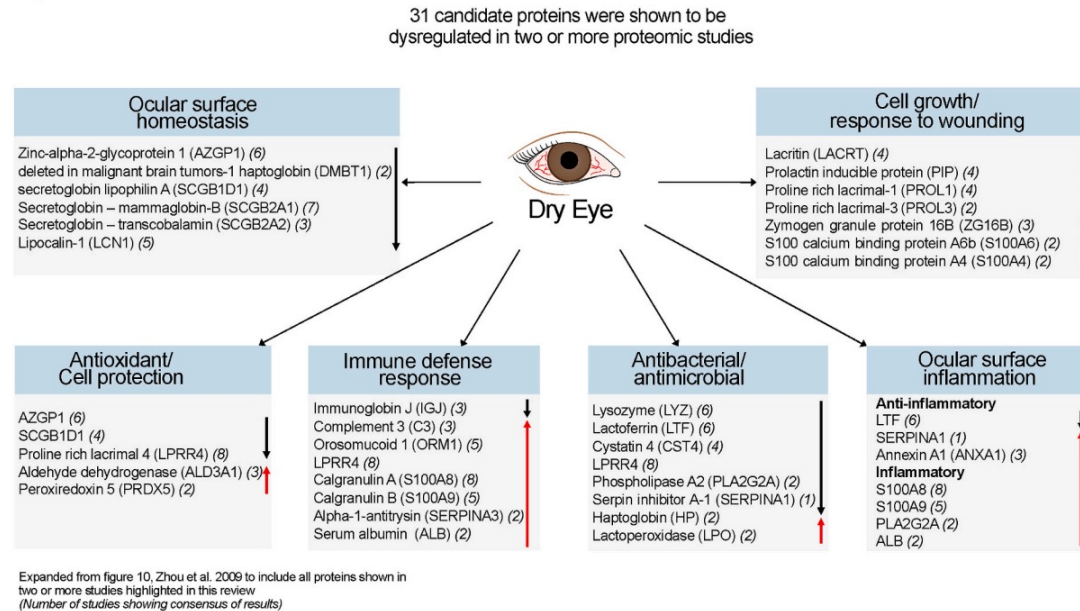 31 candidate proteins were shown to be
dysregulated in two or more proteomic studies
Ocular surface
homeostasis
Zinc-alpha-2-glycoprotein 1 (AZGP1) (6)
deleted in malignant brain tumors-1 haptoglobin (DMBT1) (2)
secretoglobin lipophilin A (SCGB1D1) (4)
Secretoglobin – mammaglobin-B (SCGB2A1) (7)
Secretoglobin – transcobalamin (SCGB2A2) (3)
Lipocalin-1 (LCN1) (5)
Dry Eye
Cell growth/
response to wounding
Lacritin (LACRT) (4)
Prolactin inducible protein (PIP) (4)
Proline rich lacrimal-1 (PROL1) (4)
Proline rich lacrimal-3 (PROL3) (2)
Zymogen granule protein 16B (ZG16B) (3)
S100 calcium binding protein A6b (S100A6) (2)
S100 calcium binding protein A4 (S100A4) (2)
Antioxidant/
Cell protection
AZGP1 (6)
SCGB1D1 (4)
Proline rich lacrimal 4 (LPRR4) (8)
Aldehyde dehydrogenase (ALD3A1) (3)
Peroxiredoxin 5 (PRDX5) (2)
Immune defense
response
Immunoglobin J (IGJ) (3)
Complement 3 (C3) (3)
Orosomucoid 1 (ORM1) (5)
LPRR4 (8)
Calgranulin A (S100A8) (8)
Calgranulin B (S100A9) (5)
Alpha-1-antitrysin (SERPINA3) (2)
Serum albumin (ALB) (2)
Antibacterial/
antimicrobial
Lysozyme (LYZ) (6)
Lactoferrin (LTF) (6)
Cystatin 4 (CST4) (4)
LPRR4 (8)
Phospholipase A2 (PLA2G2A) (2)
Serpin inhibitor A-1 (SERPINA1) (1)
Haptoglobin (HP) (2)
Lactoperoxidase (LPO) (2)
Ocular surface
inflammation
Anti-inflammatory
LTF (6)
SERPINA1 (1)
Annexin A1 (ANXA1) (3)
Inflammatory
S100A8 (8)
S100A9 (5)
PLA2G2A (2)
ALB (2)
Expanded from figure 10, Zhou et al. 2009 to include all proteins shown in
two or more studies highlighted in this review
(Number of studies showing consensus of results)